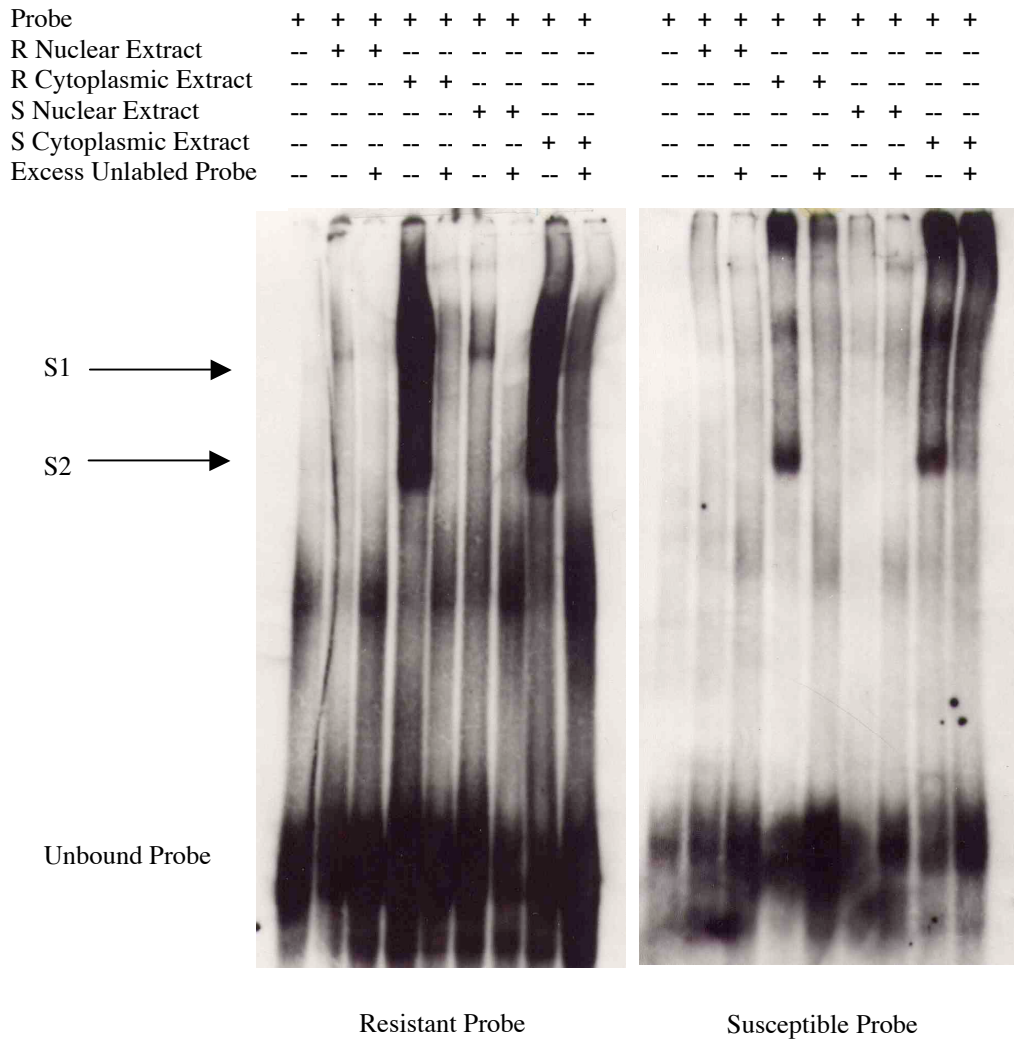 Probe + + + + + + + + + + + + + + + + + +
R Nuclear Extract -- + + -- -- -- -- -- -- -- + + -- -- -- -- -- --
R Cytoplasmic Extract -- -- -- + + -- -- -- -- -- -- -- + + -- -- -- --
S Nuclear Extract -- -- -- -- -- + + -- -- -- -- -- -- -- + + -- --
S Cytoplasmic Extract -- -- -- -- -- -- -- + + -- -- -- -- -- -- -- + +
Excess Unlabled Probe -- -- + -- + -- + -- + -- -- + -- + -- + -- +
S1
S2
Unbound Probe
Resistant Probe Susceptible Probe